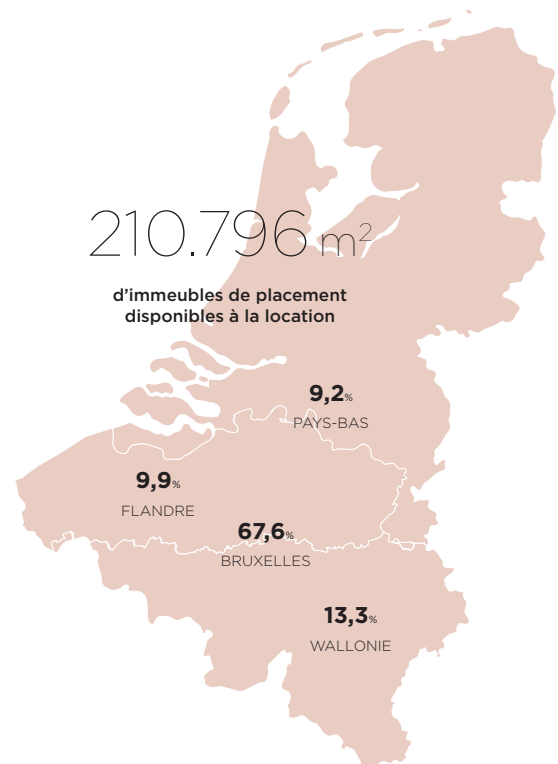 210.796 m²
d'immeubles de placement
disponibles à la location
9,2%
PAYS-BAS
9,9%
FLANDRE
67,6%
BRUXELLES
13,3%
WALLONIE